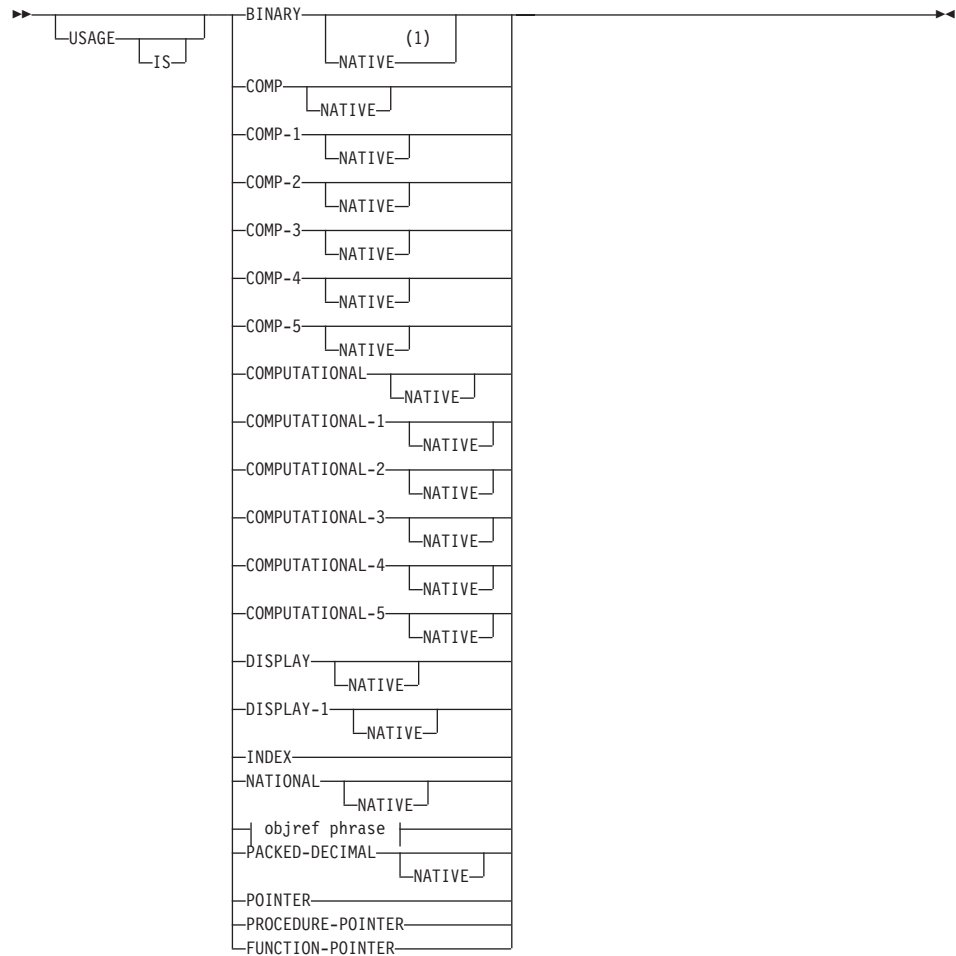 BINARY
USAGE (1)
IS NATIVE
COMP
NATIVE
COMP-1
NATIVE
COMP-2
NATIVE
COMP-3
NATIVE
COMP-4
NATIVE
COMP-5
NATIVE
COMPUTATIONAL
NATIVE
COMPUTATIONAL-1
NATIVE
COMPUTATIONAL-2
NATIVE
COMPUTATIONAL-3
NATIVE
COMPUTATIONAL-4
NATIVE
COMPUTATIONAL-5
NATIVE
DISPLAY
NATIVE
DISPLAY-1
NATIVE
INDEX
NATIONAL
NATIVE
objref phrase
PACKED-DECIMAL
NATIVE
POINTER
PROCEDURE-POINTER
FUNCTION-POINTER